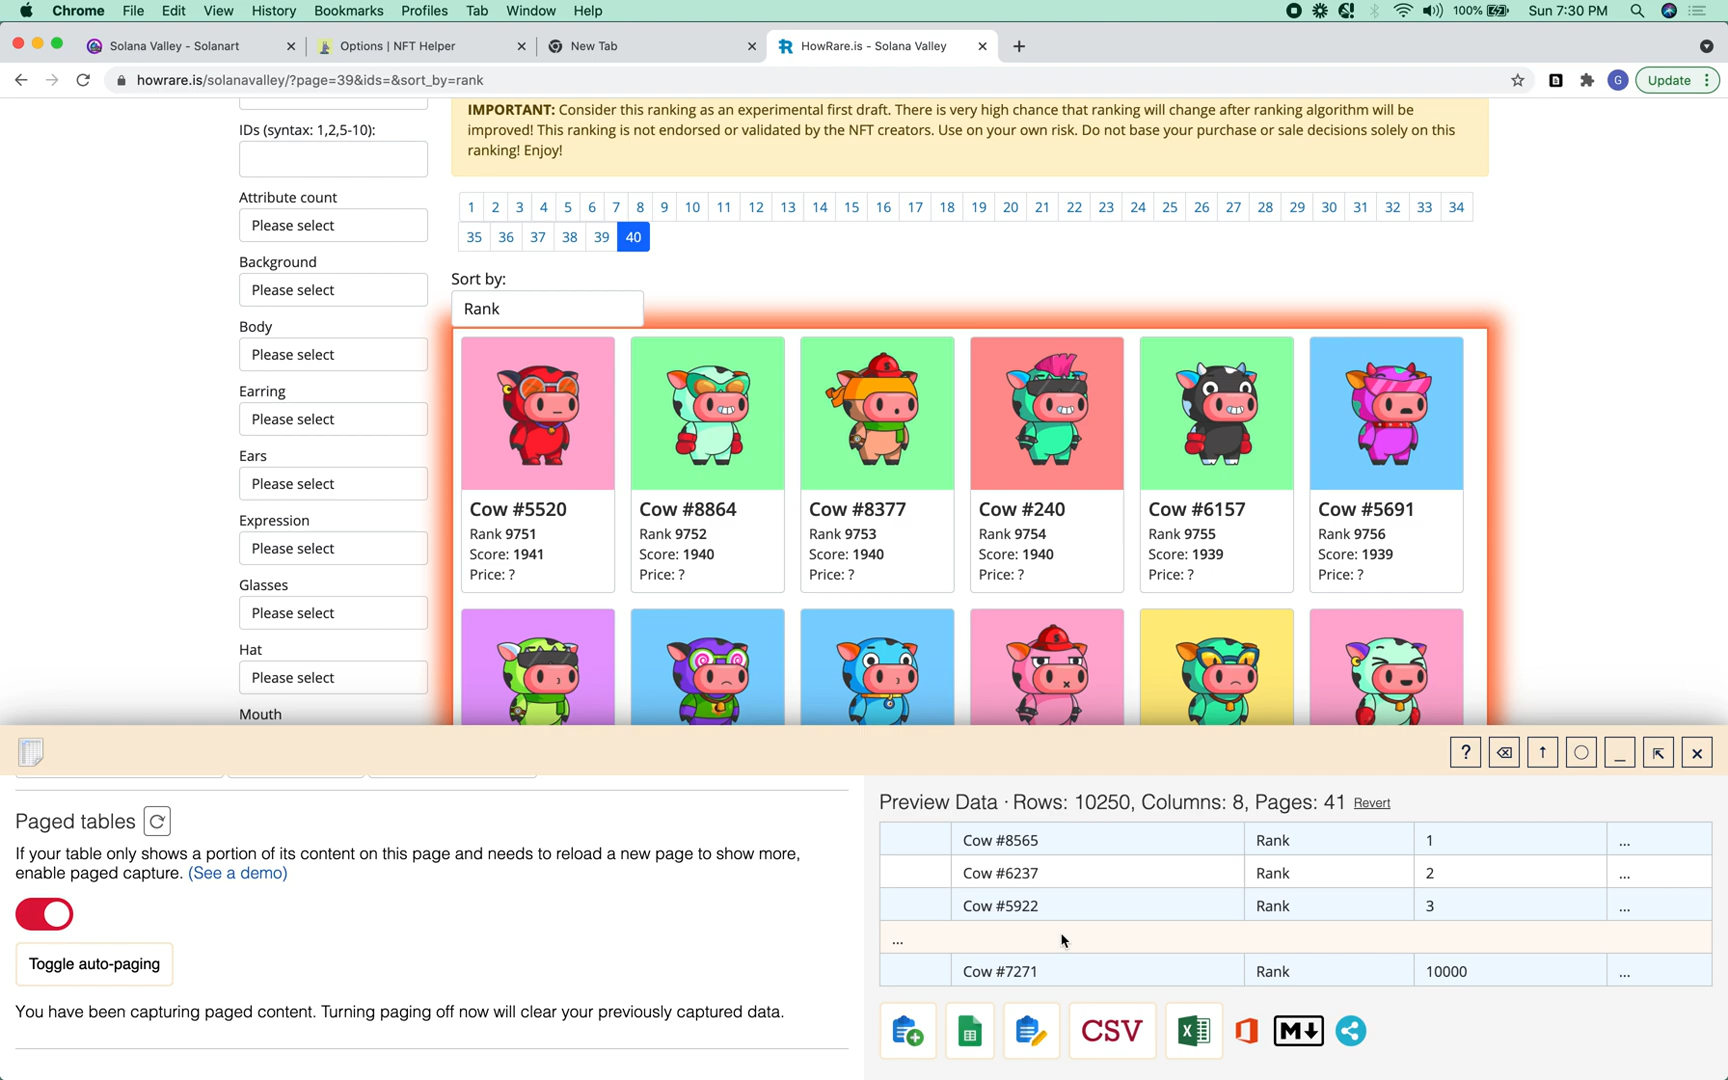 Chrome File Edit View History Bookmarks Profiles Tab Window Help 100% Sun 7:30 PM
Solana Valley - Solanart Options | NFT Helper New Tab HowRare.is - Solana Valley
howrare.is/solanavalley/?page=39&ids=&sort_by=rank G Update
IMPORTANT: Consider this ranking as an experimental first draft. There is very high chance that ranking will change after ranking algorithm will be
improved! This ranking is not endorsed or validated by the NFT creators. Use on your own risk. Do not base your purchase or sale decisions solely on this
ranking! Enjoy!
IDs (syntax: 1,2,5-10):
Attribute count
Please select
Background
Please select
Body
Please select
Earring
Please select
Ears
Please select
Expression
Please select
Glasses
Please select
Hat
Please select
Mouth
1 2 3 4 5 6 7 8 9 10 11 12 13 14 15 16 17 18 19 20 21 22 23 24 25 26 27 28 29 30 31 32 33 34
35 36 37 38 39 40
Sort by:
Rank
Cow #5520 Cow #8864 Cow #8377 Cow #240 Cow #6157 Cow #5691
Rank 9751 Rank 9752 Rank 9753 Rank 9754 Rank 9755 Rank 9756
Score: 1941 Score: 1940 Score: 1940 Score: 1940 Score: 1939 Score: 1939
Price: ? Price: ? Price: ? Price: ? Price: ? Price: ?
?
Paged tables
If your table only shows a portion of its content on this page and needs to reload a new page to show more,
enable paged capture. (See a demo)
Toggle auto-paging
You have been capturing paged content. Turning paging off now will clear your previously captured data.
Preview Data · Rows: 10250, Columns: 8, Pages: 41 Revert
Cow #8565 Rank 1 ...
Cow #6237 Rank 2 ...
Cow #5922 Rank 3 ...
...
Cow #7271 Rank 10000 ...
CSV M